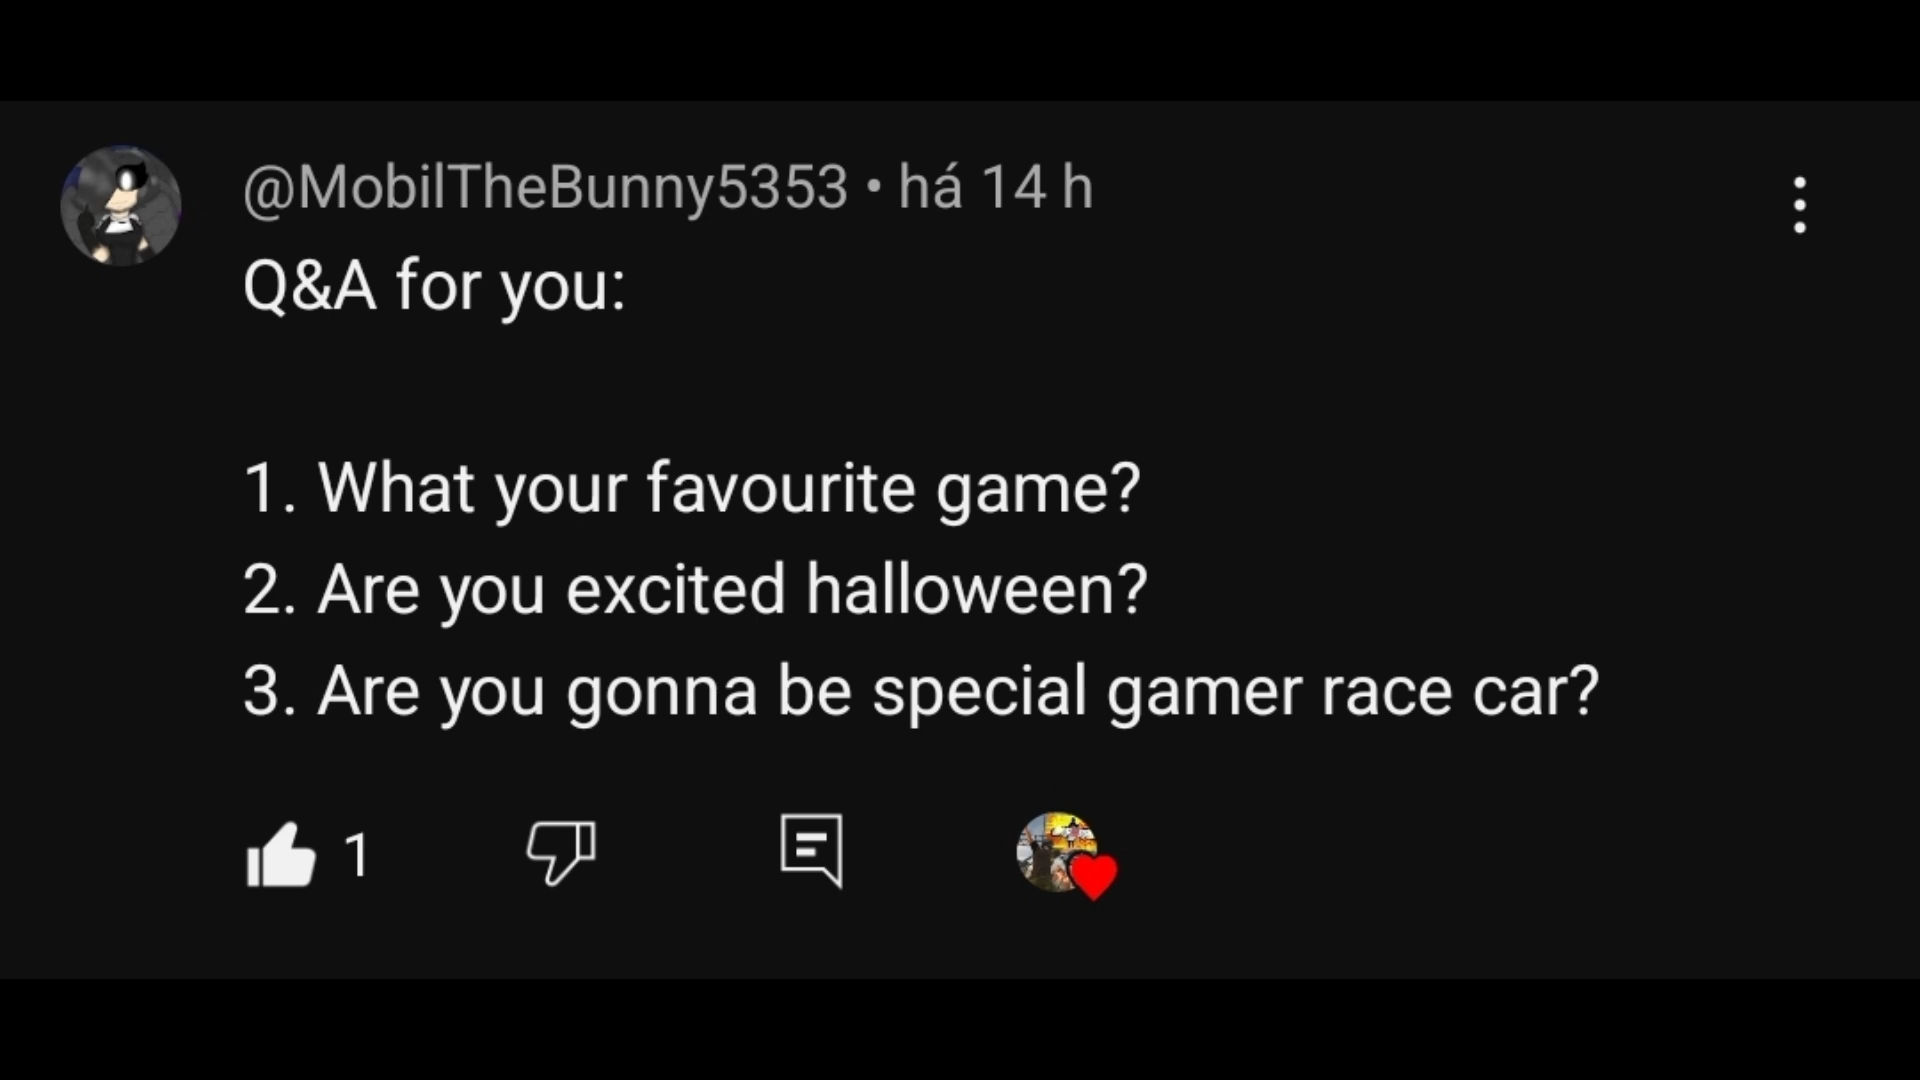 @MobilTheBunny5353 • há 14 h
Q&A for you:
1. What your favourite game?
2. Are you excited halloween?
3. Are you gonna be special gamer race car?
1